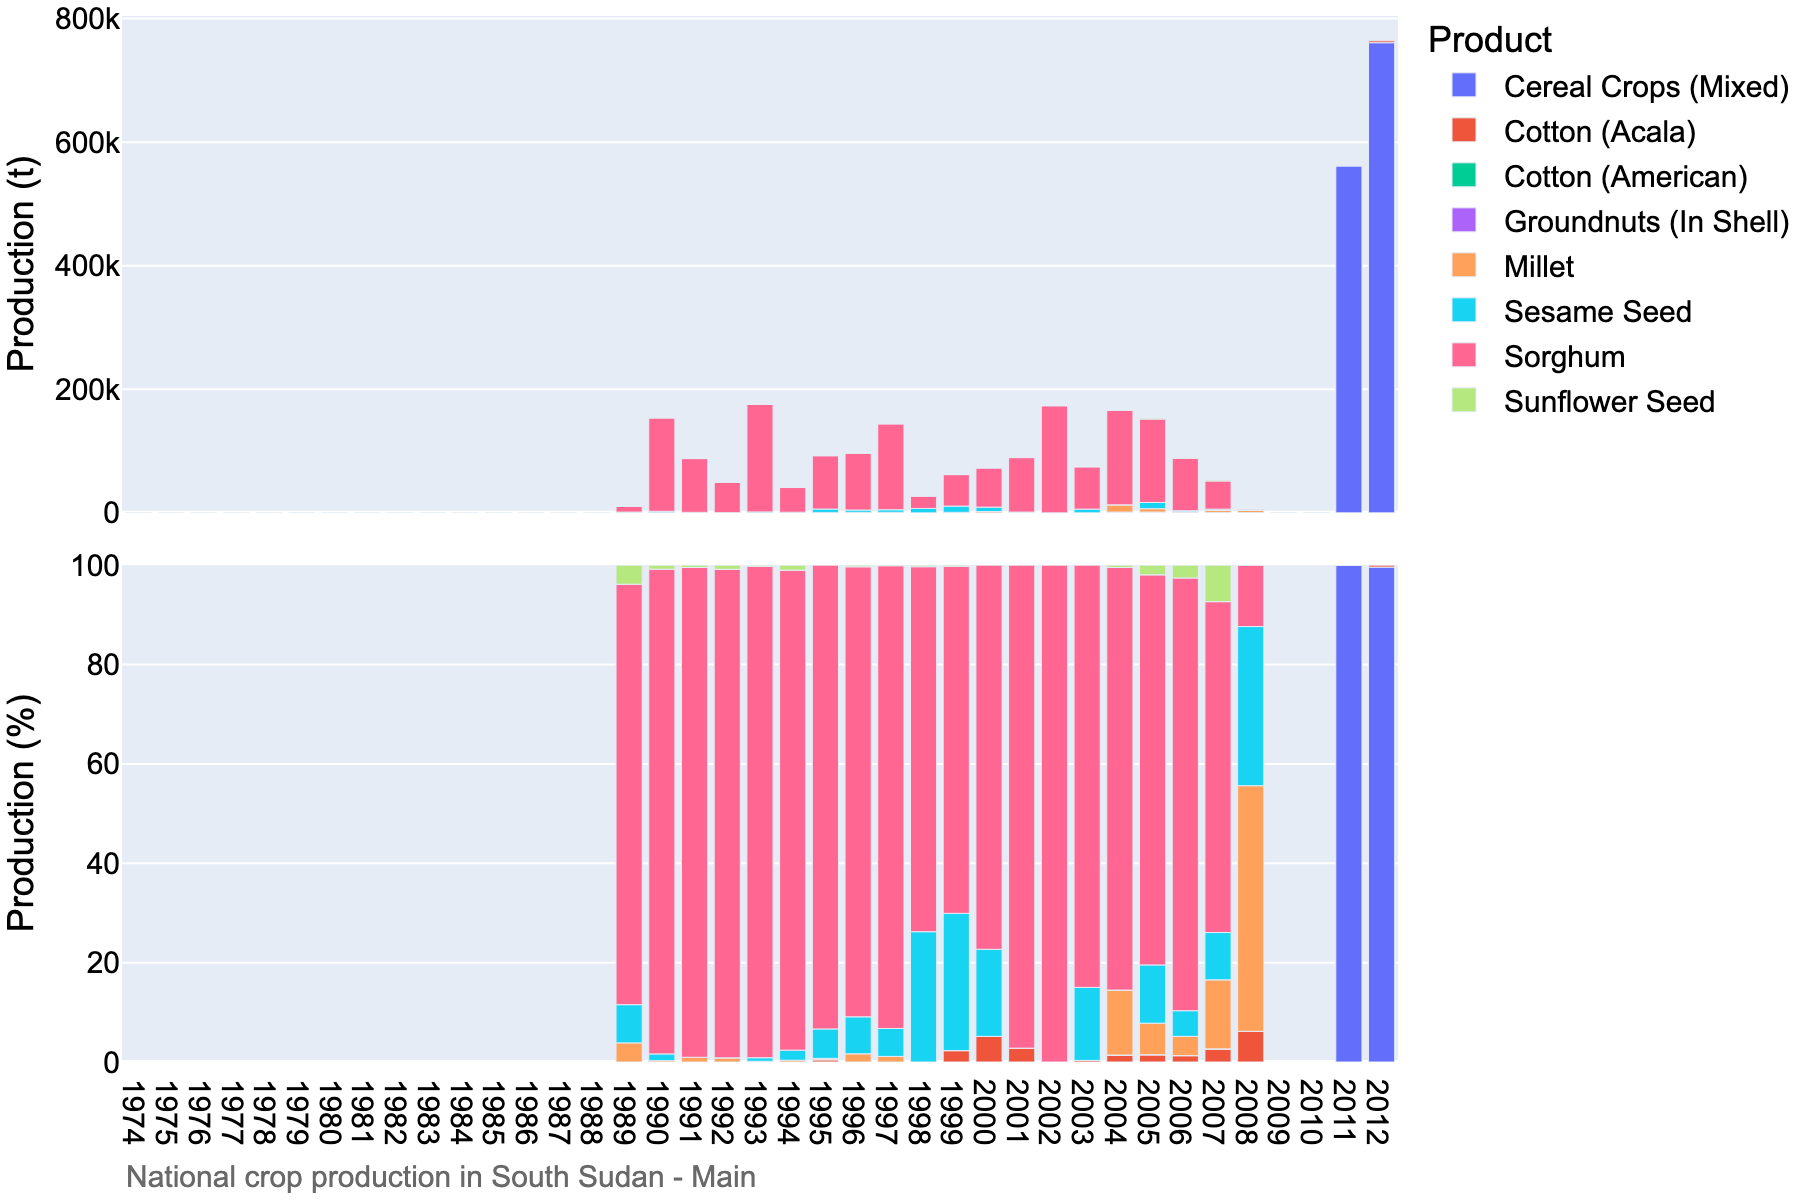 800k
600k
400k
200k
0
Production (t)
100
80
60
40
20
0
Production (%)
1974
1975
1976
1977
1978
1979
1980
1981
1982
1983
1984
1985
1986
1987
1988
1989
1990
1991
1992
1993
1994
1995
1996
1997
1998
1999
2000
2001
2002
2003
2004
2005
2006
2007
2008
2009
2010
2011
2012
National crop production in South Sudan - Main
Product
Cereal Crops (Mixed)
Cotton (Acala)
Cotton (American)
Groundnuts (In Shell)
Millet
Sesame Seed
Sorghum
Sunflower Seed